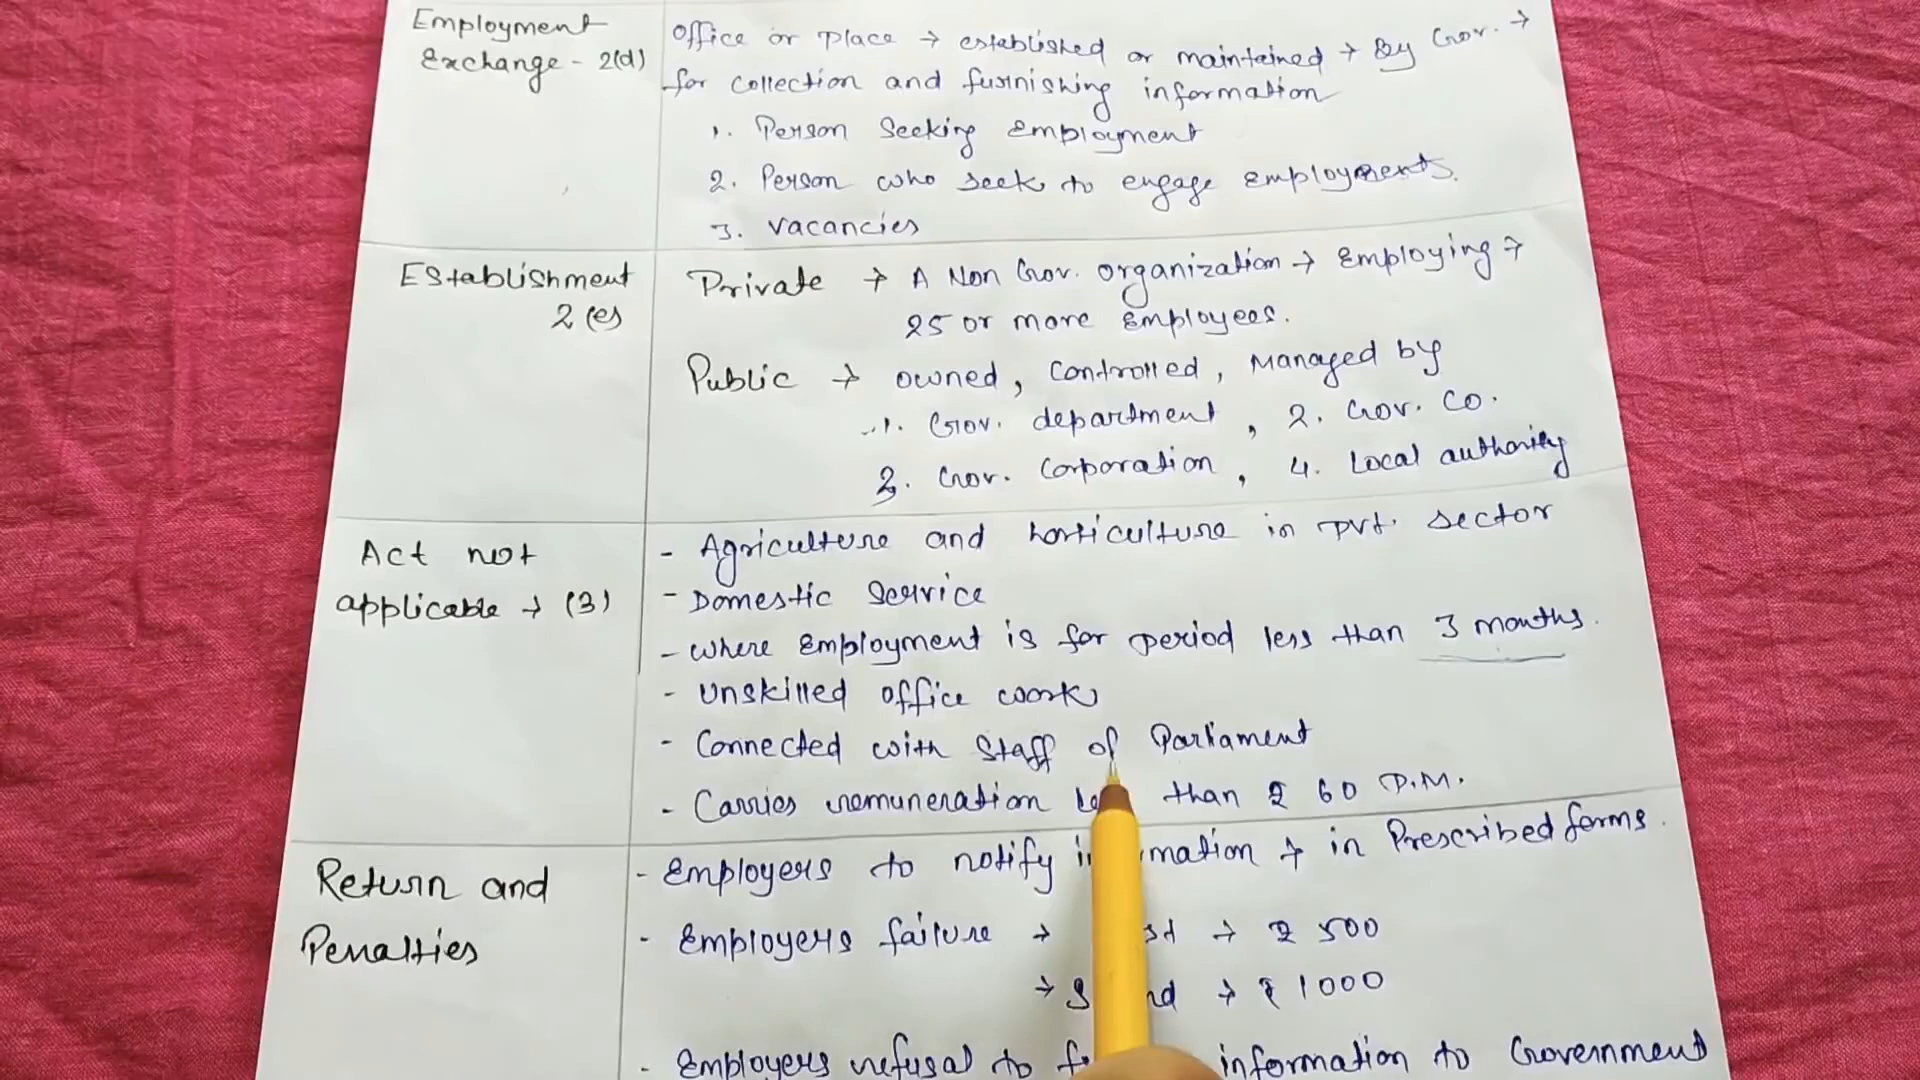 Employment
Exchange - 2(d)
office or place → established or maintained → By Gov. →
for collection and furnishing information
1. Person seeking employment
2. Person who seek to engage employments.
3. vacancies
Establishment
2(e)
Private → A Non Gov. organization → Employing →
25 or more employees.
Public → owned, controlled, managed by
1. Gov. department, 2. Gov. Co.
3. Gov. Corporation, 4. Local authority
Act not
applicable → (3)
- Agriculture and horticulture in pvt. sector
- Domestic service
- where employment is for period less than 3 months.
- unskilled office work
- Connected with staff of Parliament
- Carries remuneration than ₹ 60 P.M.
Return and
Penalties
- Employers to notify → in Prescribed forms.
- Employers failure → → ₹ 500
→ → ₹ 1000
- Employers refusal to information to Government